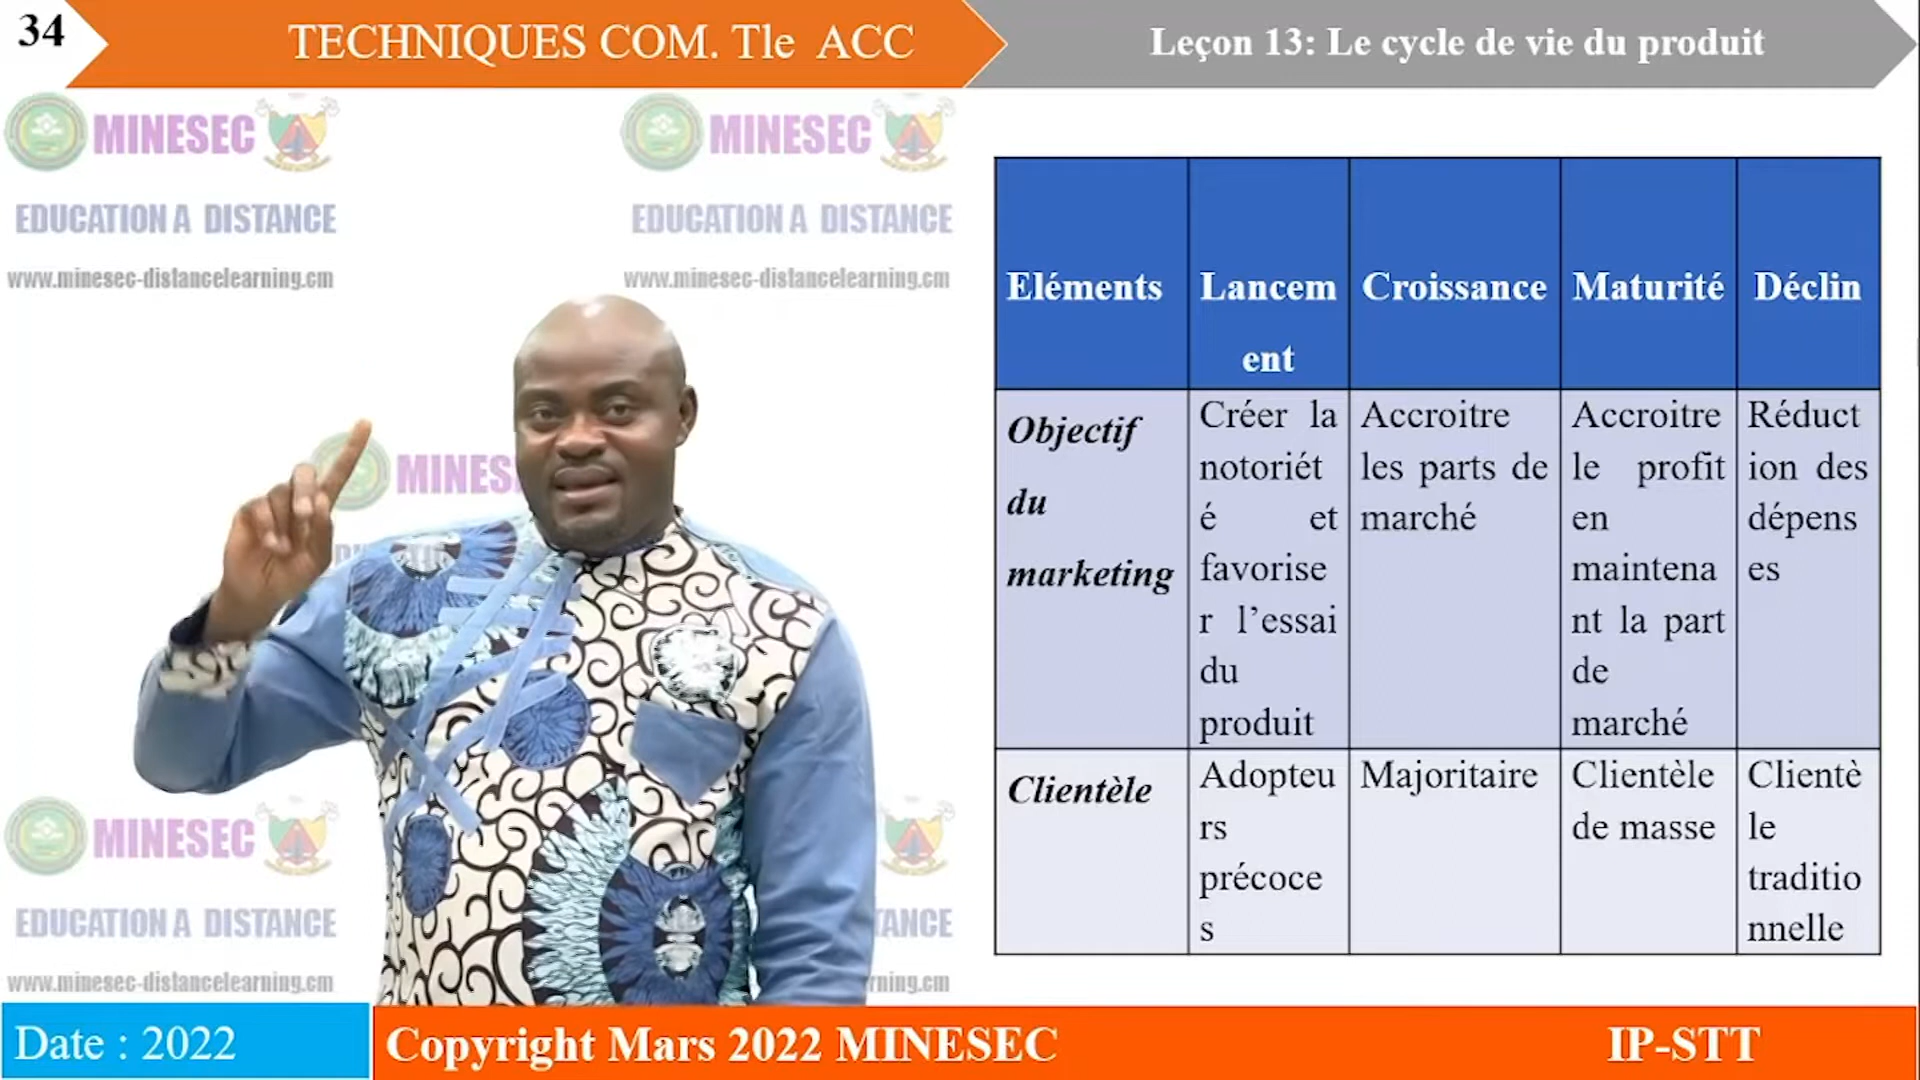 34
TECHNIQUES COM. Tle ACC
Leçon 13: Le cycle de vie du produit
MINESEC
EDUCATION A DISTANCE
www.minesec-distancelearning.cm
MINESEC
EDUCATION A DISTANCE
www.minesec-distancelearning.cm
MINES
MINESEC
EDUCATION A DISTANCE
www.minesec-distancelearning.cm
TANCE
rning.cm
Eléments
Lancem
ent
Croissance
Maturité
Déclin
Objectif
du
marketing
Créer la
notoriét
é et
favorise
r l’essai
du
produit
Accroitre
les parts de
marché
Accroitre
le profit
en
maintena
nt la part
de
marché
Réduct
ion des
dépens
es
Clientèle
Adopteu
rs
précoce
s
Majoritaire
Clientèle
de masse
Clientè
le
traditio
nnelle
Date : 2022
Copyright Mars 2022 MINESEC
IP-STT